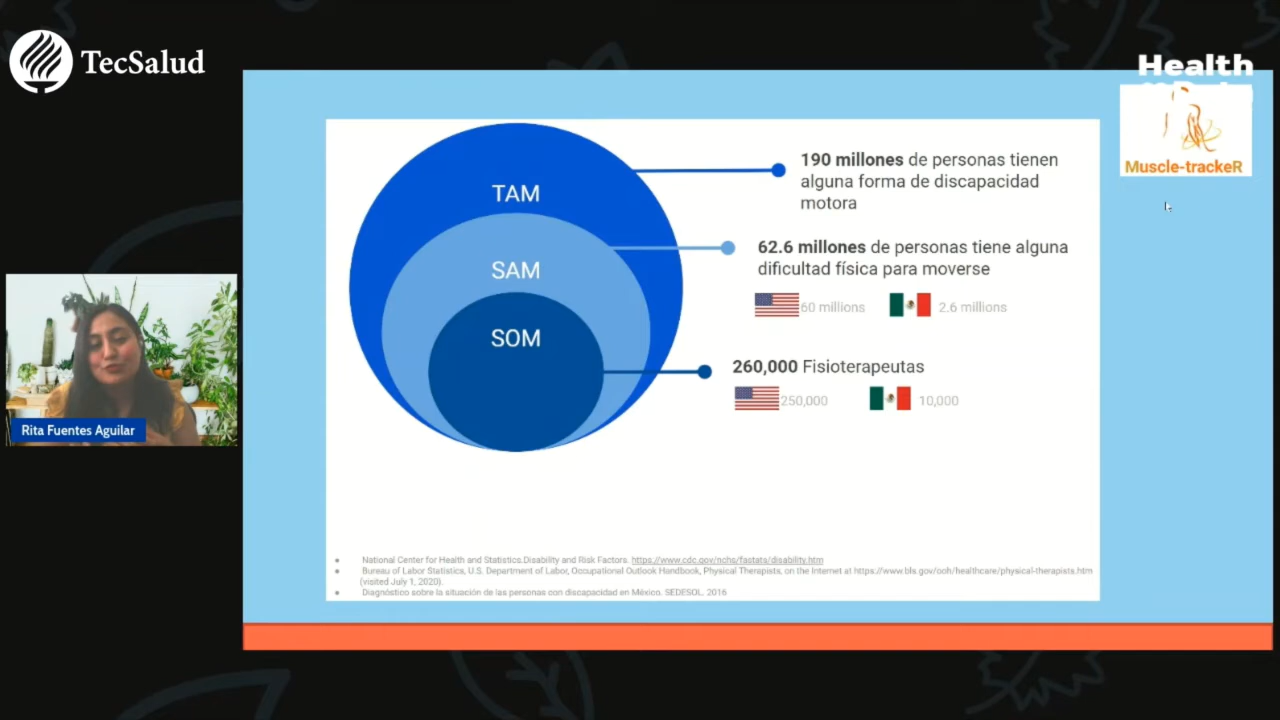 TecSalud
Health
Muscle-trackeR
TAM
190 millones de personas tienen
alguna forma de discapacidad
motora
SAM
62.6 millones de personas tiene alguna
dificultad física para moverse
60 millions
2.6 millions
SOM
260,000 Fisioterapeutas
250,000
10,000
Rita Fuentes Aguilar
National Center for Health and Statistics.Disability and Risk Factors. https://www.cdc.gov/nchs/fastats/disability.htm
Bureau of Labor Statistics, U.S. Department of Labor, Occupational Outlook Handbook, Physical Therapists, on the Internet at https://www.bls.gov/ooh/healthcare/physical-therapists.htm
(visited July 1, 2020).
Diagnóstico sobre la situación de las personas con discapacidad en México. SEDESOL, 2016